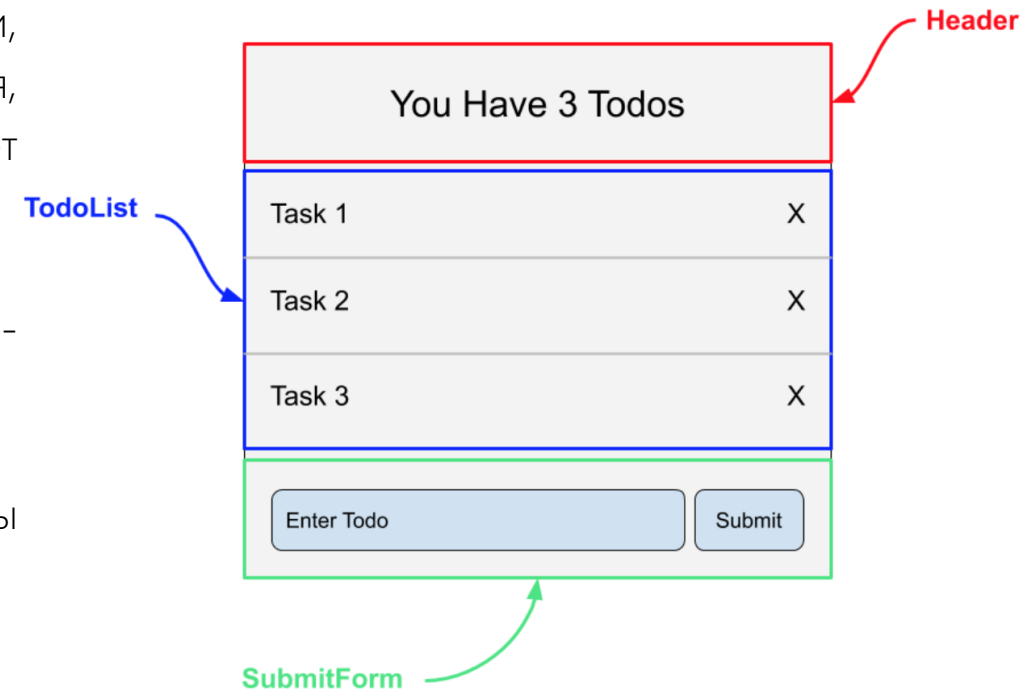 Header
You Have 3 Todos
TodoList
Task 1 X
Task 2 X
Task 3 X
Enter Todo Submit
SubmitForm